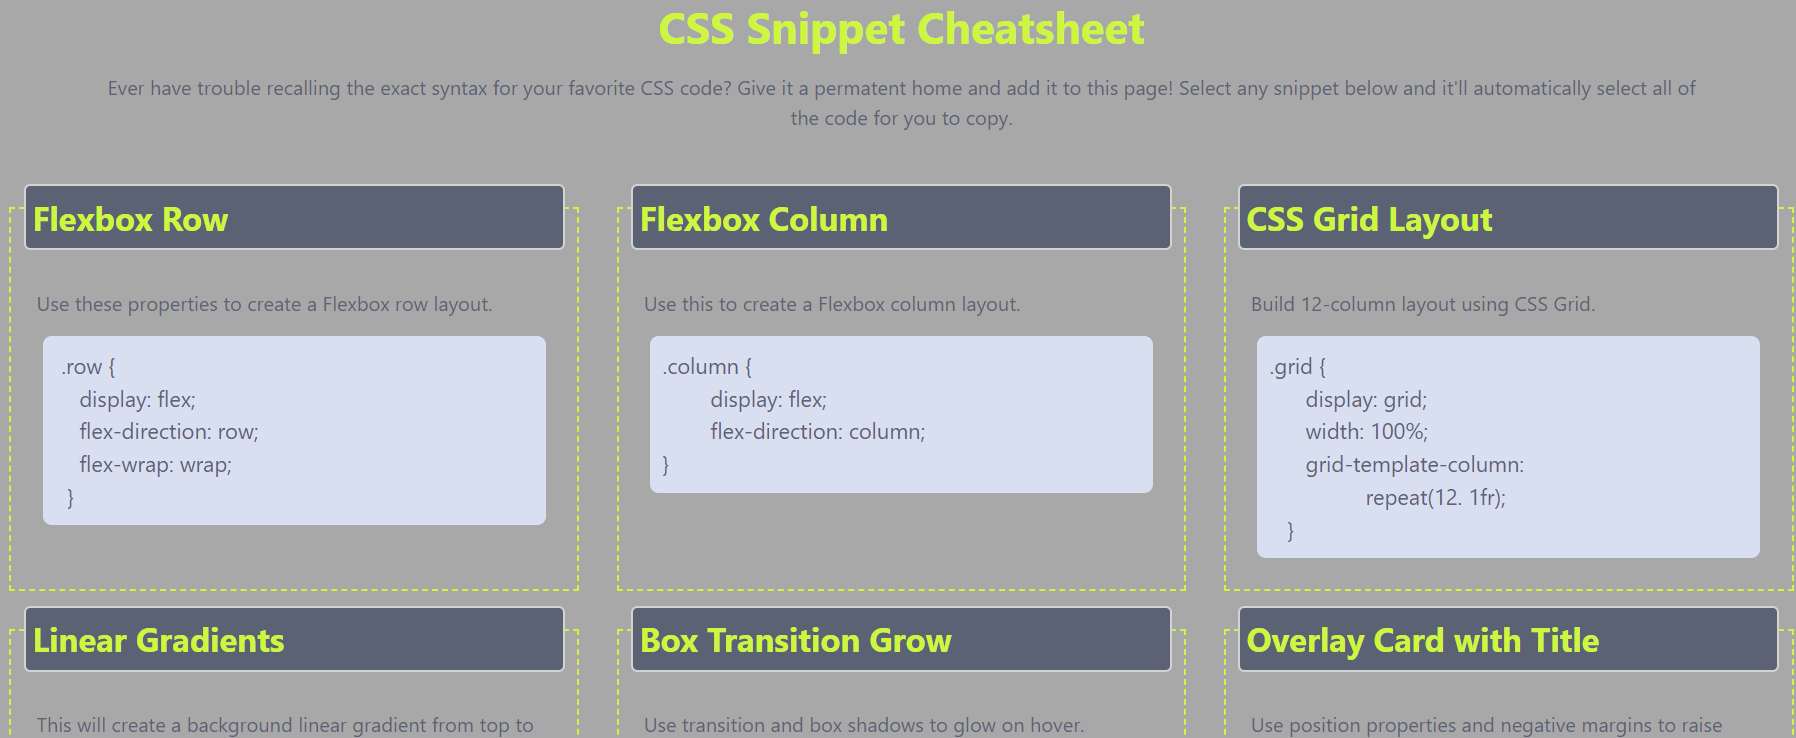 CSS Snippet Cheatsheet
Ever have trouble recalling the exact syntax for your favorite CSS code? Give it a permatent home and add it to this page! Select any snippet below and it'll automatically select all of
the code for you to copy.
Flexbox Row
Use these properties to create a Flexbox row layout.
.row {
display: flex;
flex-direction: row;
flex-wrap: wrap;
}
Flexbox Column
Use this to create a Flexbox column layout.
.column {
display: flex;
flex-direction: column;
}
CSS Grid Layout
Build 12-column layout using CSS Grid.
.grid {
display: grid;
width: 100%;
grid-template-column:
repeat(12. 1fr);
}
Linear Gradients
This will create a background linear gradient from top to
Box Transition Grow
Use transition and box shadows to glow on hover.
Overlay Card with Title
Use position properties and negative margins to raise